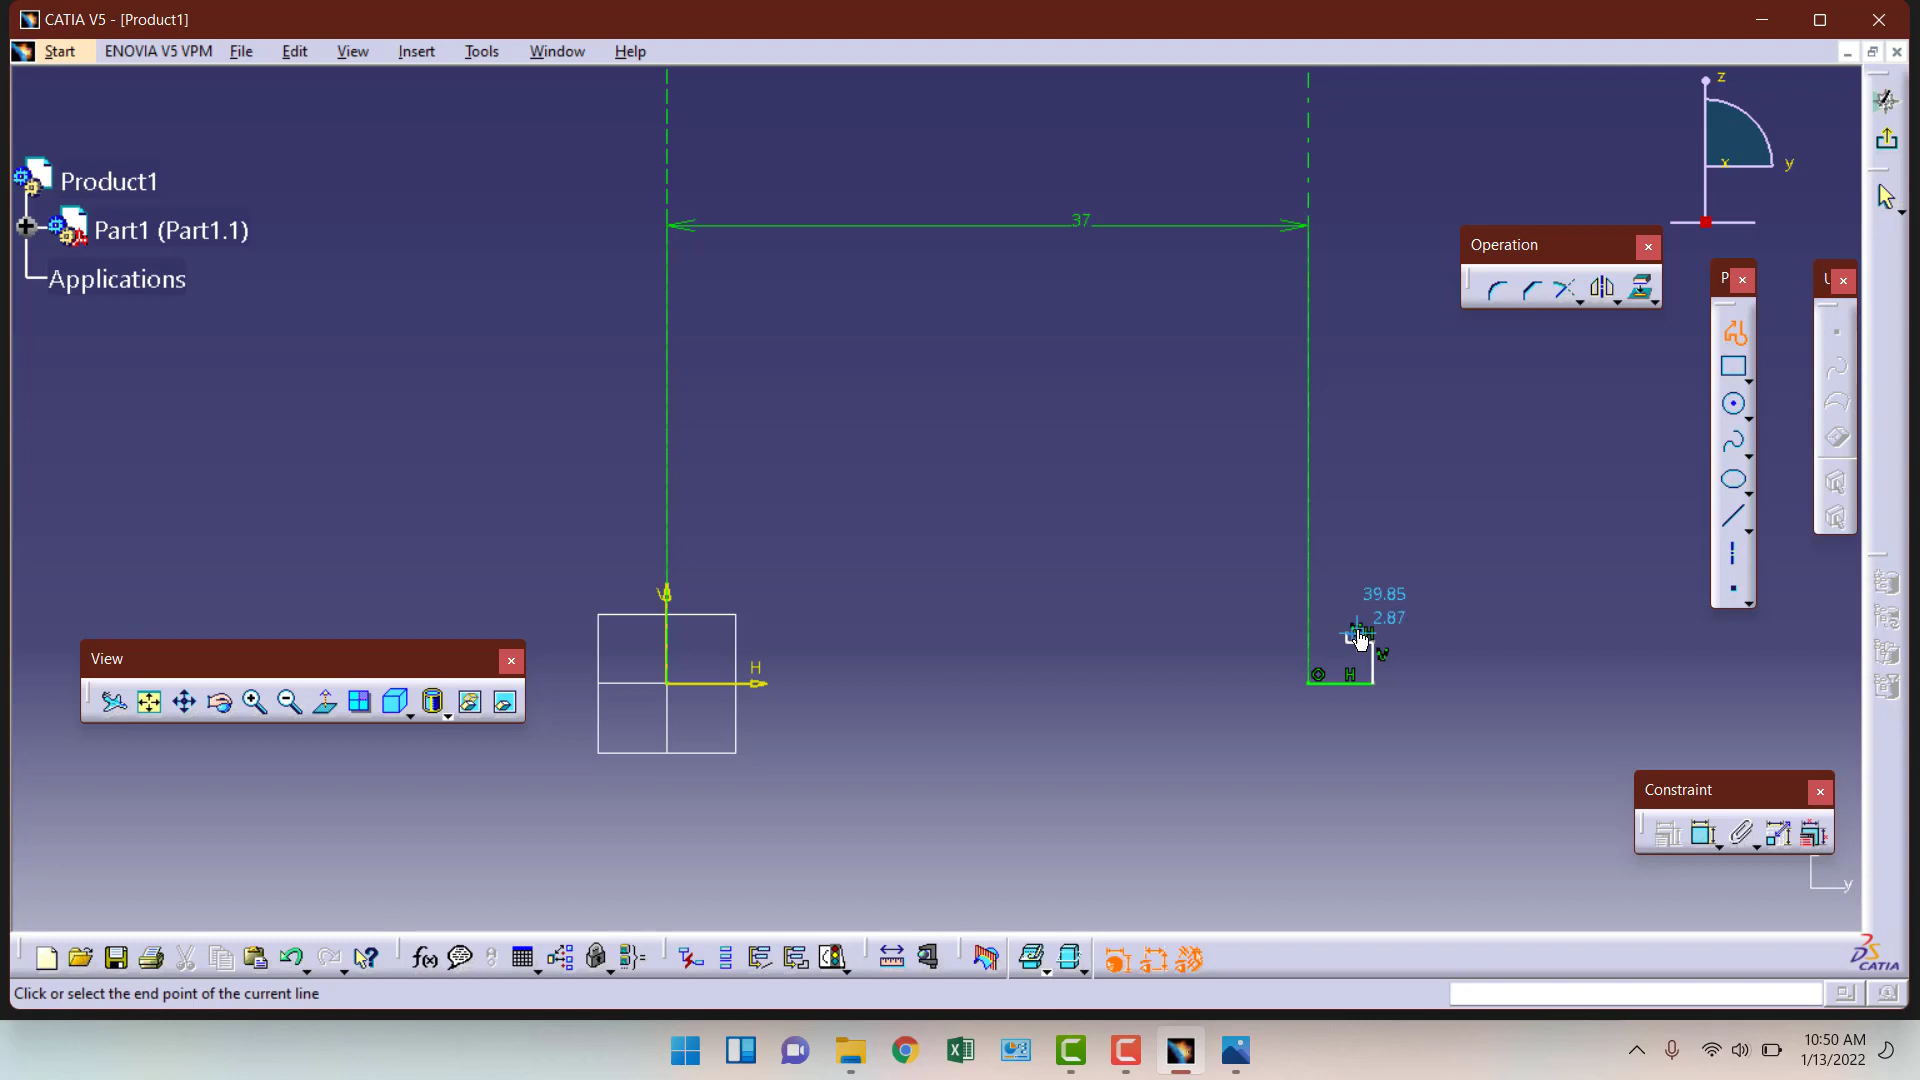 CATIA V5 - [Product1]
Start ENOVIA V5 VPM File Edit View Insert Tools Window Help
z
x
y
Product1
Part1 (Part1.1)
Applications
37
Operation
P
U
39.85
2.87
V
H
H
V
View
Constraint
y
f(x)
CATIA
Click or select the end point of the current line
10:50 AM
1/13/2022